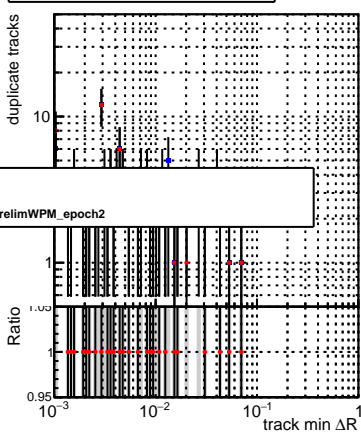 duplicate tracks
10
relimWPM_epoch2
1
Ratio
1.05
1
0.95
10−3
10−2
10−1
1
track min ΔR